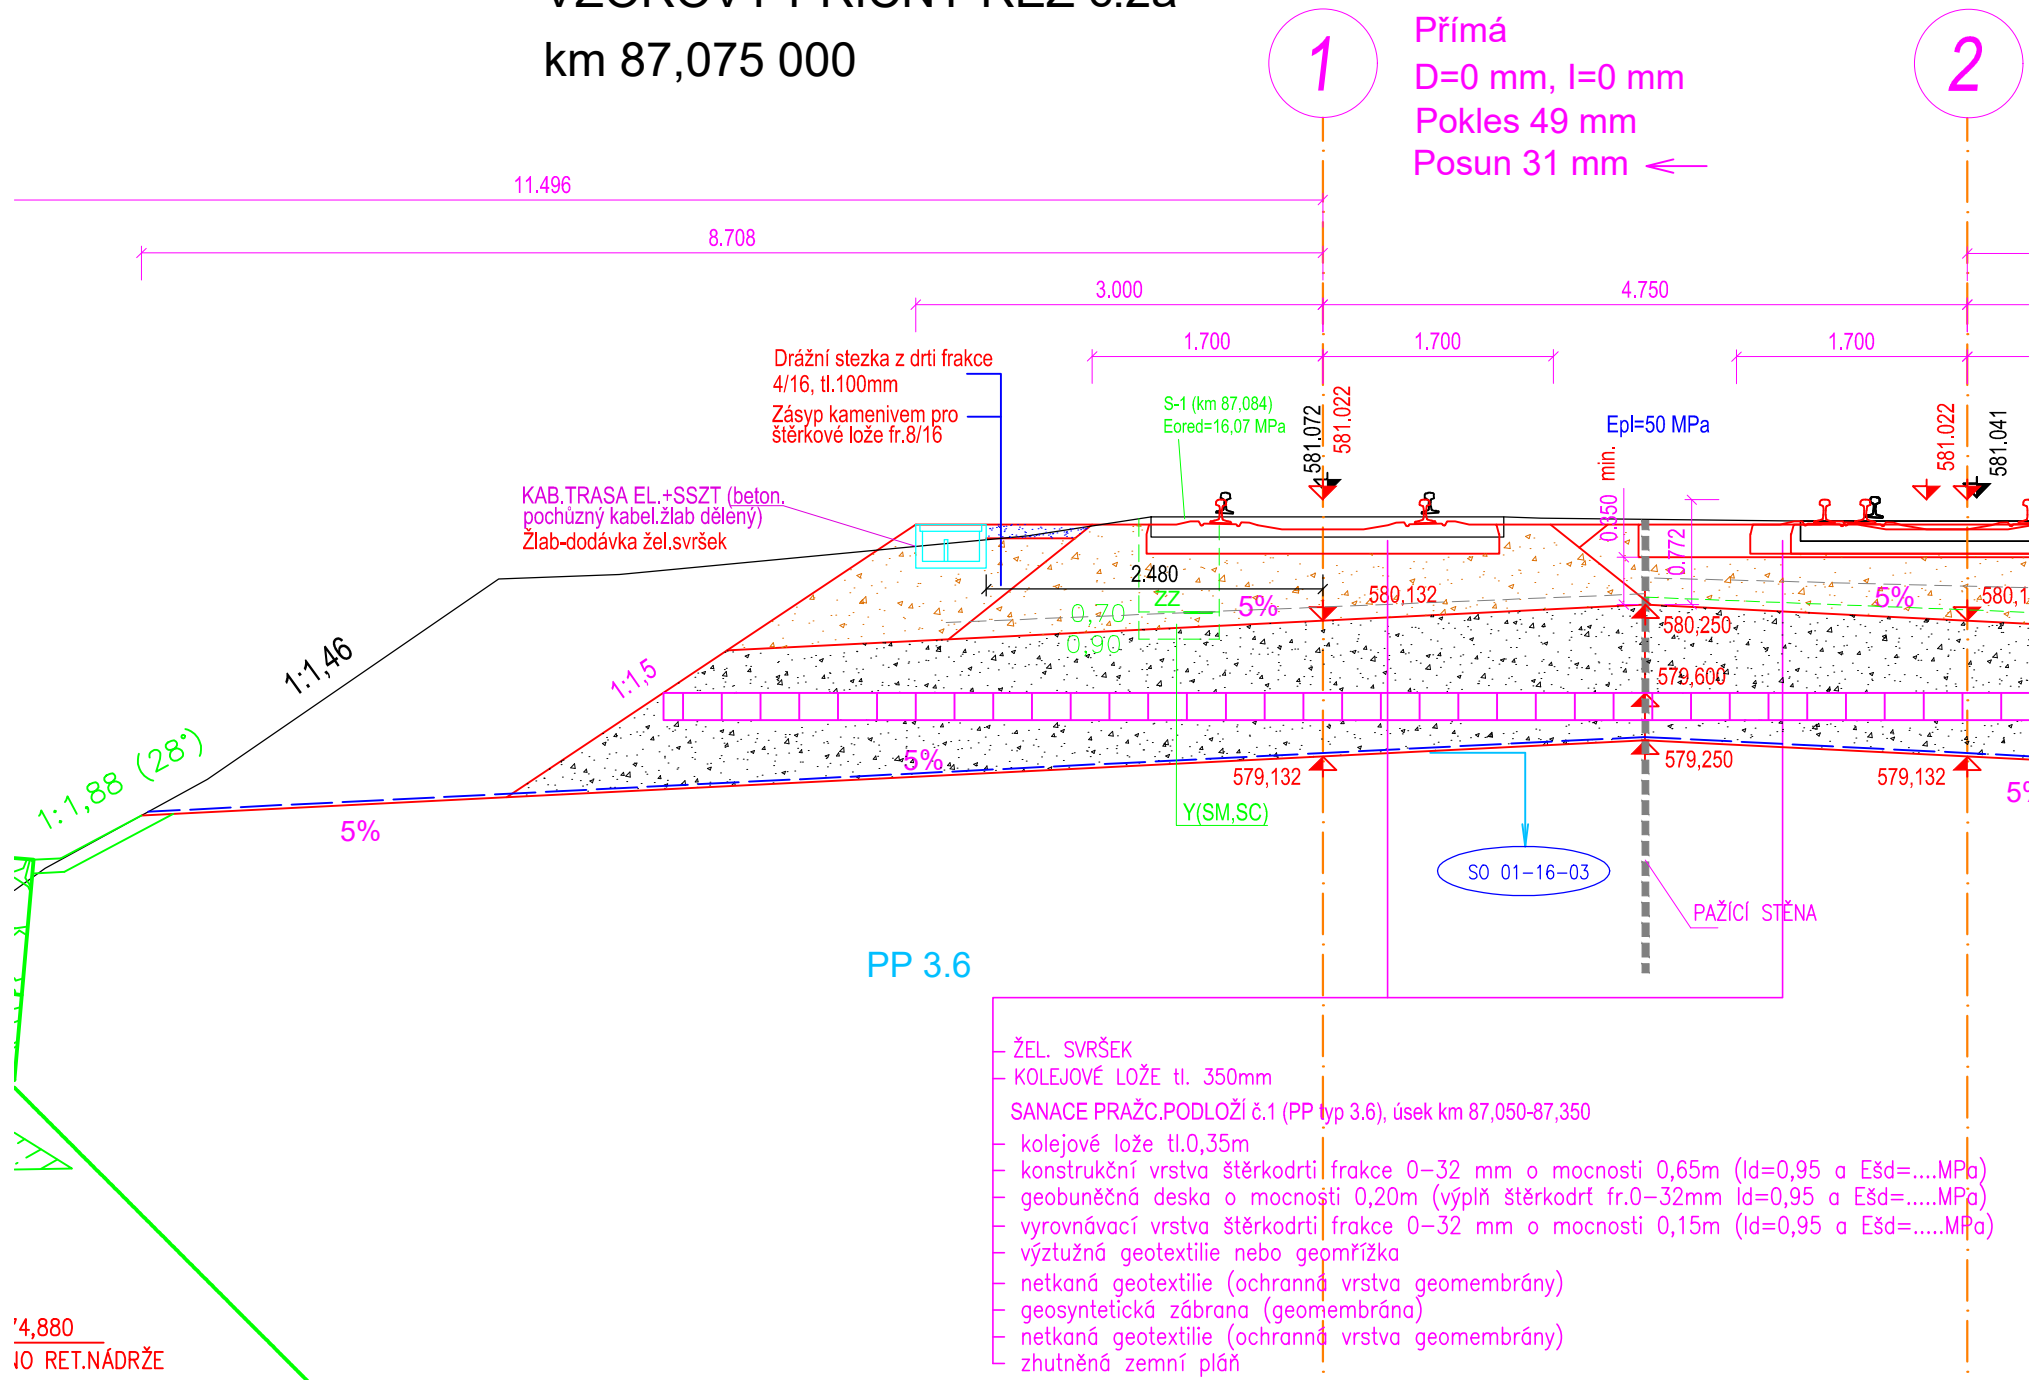 km 87,075 000
1
Přímá
D=0 mm, I=0 mm
Pokles 49 mm
Posun 31 mm
2
11.496
8.708
3.000
4.750
1.700
1.700
1.700
Drážní stezka z drti frakce
4/16, tl.100mm
Zásyp kamenivem pro
štěrkové lože fr.8/16
S-1 (km 87,084)
Eored=16,07 MPa
581.072
581.022
Epl=50 MPa
0.350 min.
0.772
581.022
581.041
KAB.TRASA EL.+SSZT (beton.
pochůzný kabel.žlab dělený)
Žlab-dodávka žel.svršek
2.480
zz
0,70
0,90
5%
580,132
580,250
5%
580,1
1:1,46
1:1,5
579,600
1:1,88 (28°)
5%
579,132
579,250
579,132
5%
5%
Y(SM,SC)
SO 01-16-03
PAŽÍCÍ STĚNA
PP 3.6
ŽEL. SVRŠEK
KOLEJOVÉ LOŽE tl. 350mm
SANACE PRAŽC.PODLOŽÍ č.1 (PP typ 3.6), úsek km 87,050-87,350
kolejové lože tl.0,35m
konstrukční vrstva štěrkodrti frakce 0-32 mm o mocnosti 0,65m (Id=0,95 a Ešd=....MPa)
geobuněčná deska o mocnosti 0,20m (výplň štěrkodrť fr.0-32mm Id=0,95 a Ešd=.....MPa)
vyrovnávací vrstva štěrkodrti frakce 0-32 mm o mocnosti 0,15m (Id=0,95 a Ešd=.....MPa)
výztužná geotextilie nebo geomřížka
netkaná geotextilie (ochranná vrstva geomembrány)
geosyntetická zábrana (geomembrána)
netkaná geotextilie (ochranná vrstva geomembrány)
zhutněná zemní pláň
4,880
RET.NÁDRŽE